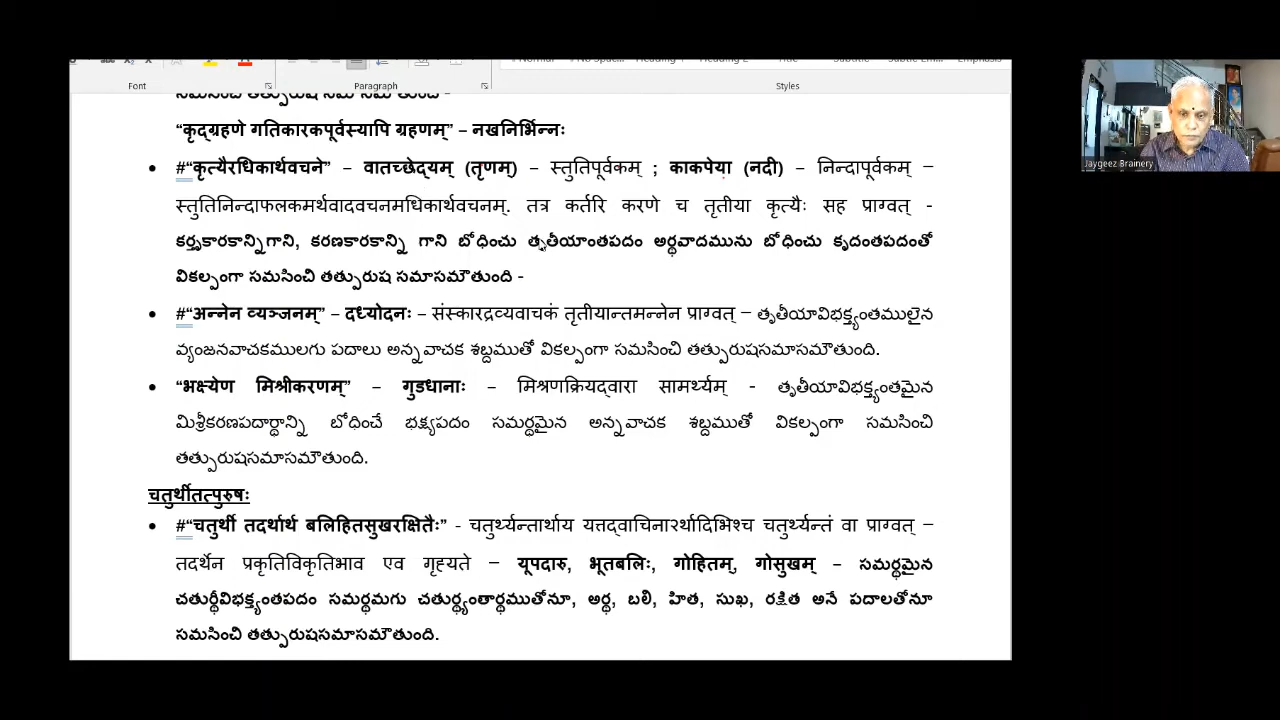 Font Paragraph Styles
“कृद्ग्रहणे गतिकारकपूर्वस्यापि ग्रहणम्” – नखनिर्भिन्नः
• #“कृत्यैरधिकार्थवचने” – वातच्छेद्यम् (तृणम्) – स्तुतिपूर्वकम् ; काकपेया (नदी) – निन्दापूर्वकम् –
स्तुतिनिन्दाफलकमर्थवादवचनमधिकार्थवचनम्. तत्र कर्तरि करणे च तृतीया कृत्यैः सह प्राग्वत् -
కర్తృకారకాన్నిగాని, కరణకారకాన్ని గాని బోధించు తృతీయాంతపదం అర్థవాదమును బోధించు కృదంతపదంతో
వికల్పంగా సమసించి తత్పురుష సమాసమౌతుంది -
• #“अन्नेन व्यञ्जनम्” – दध्योदनः – संस्कारद्रव्यवाचकं तृतीयान्तमन्नेन प्राग्वत् – తృతీయావిభక్త్యంతములైన
వ్యంజనవాచకములగు పదాలు అన్నవాచక శబ్దముతో వికల్పంగా సమసించి తత్పురుషసమాసమౌతుంది.
• “भक्ष्येण मिश्रीकरणम्” – गुडधानाः – मिश्रणक्रियद्वारा सामर्थ्यम् - తృతీయావిభక్త్యంతమైన
మిశ్రీకరణపదార్థాన్ని బోధించే భక్ష్యపదం సమర్థమైన అన్నవాచక శబ్దముతో వికల్పంగా సమసించి
తత్పురుషసమాసమౌతుంది.
चतुर्थीतत्पुरुषः
• #“चतुर्थी तदर्थार्थ बलिहितसुखरक्षितैः” - चतुर्थ्यन्तार्थाय यत्तद्वाचिनारर्थादिभिश्च चतुर्थ्यन्तं वा प्राग्वत् –
तदर्थेन प्रकृतिविकृतिभाव एव गृह्यते – यूपदारु, भूतबलिः, गोहितम्, गोसुखम् – సమర్థమైన
చతుర్థీవిభక్త్యంతపదం సమర్థమగు చతుర్థ్యంతార్థముతోనూ, అర్థ, బలి, హిత, సుఖ, రక్షిత అనే పదాలతోనూ
సమసించి తత్పురుషసమాసమౌతుంది.
Jaygeez Brainery